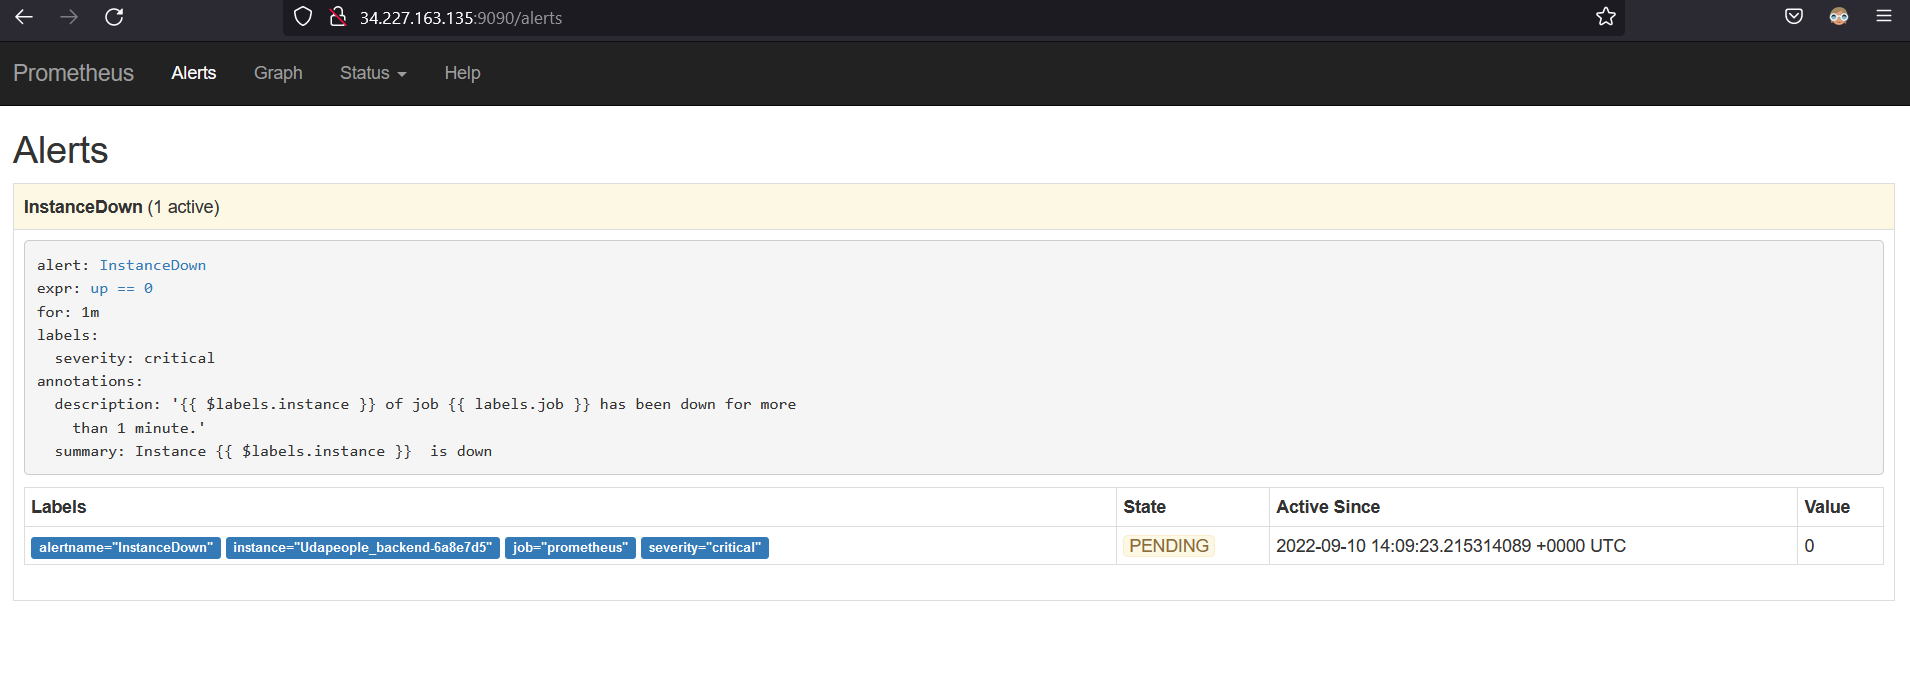 34.227.163.135:9090/alerts
Prometheus Alerts Graph Status Help
Alerts
InstanceDown (1 active)
alert: InstanceDown
expr: up == 0
for: 1m
labels:
  severity: critical
annotations:
  description: '{{ $labels.instance }} of job {{ labels.job }} has been down for more
    than 1 minute.'
  summary: Instance {{ $labels.instance }}  is down
Labels State Active Since Value
alertname="InstanceDown" instance="Udapeople_backend-6a8e7d5" job="prometheus" severity="critical" PENDING 2022-09-10 14:09:23.215314089 +0000 UTC 0